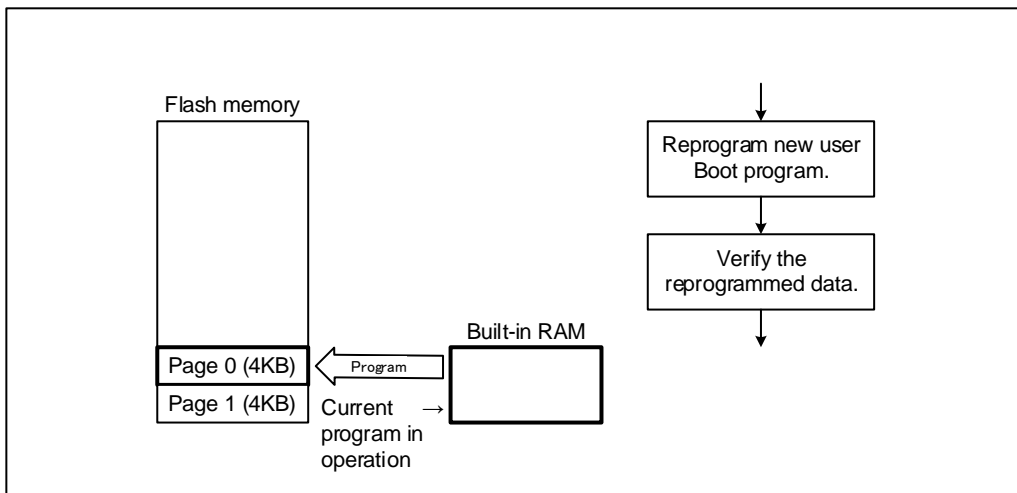 Flash memory
Page 0 (4KB)
Page 1 (4KB)
Program
Built-in RAM
Current →
program in
operation
Reprogram new user
Boot program.
Verify the
reprogrammed data.